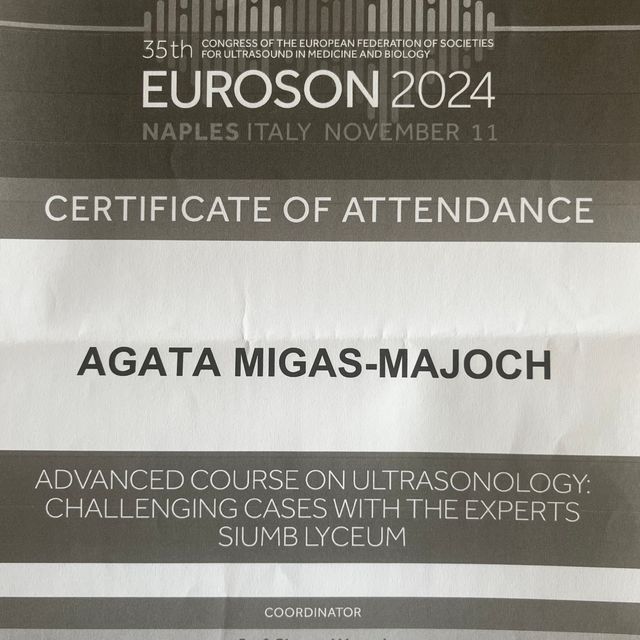 35th CONGRESS OF THE EUROPEAN FEDERATION OF SOCIETIES
FOR ULTRASOUND IN MEDICINE AND BIOLOGY
EUROSON 2024
NAPLES ITALY NOVEMBER 11
CERTIFICATE OF ATTENDANCE
AGATA MIGAS-MAJOCH
ADVANCED COURSE ON ULTRASONOLOGY:
CHALLENGING CASES WITH THE EXPERTS
SIUMB LYCEUM
COORDINATOR